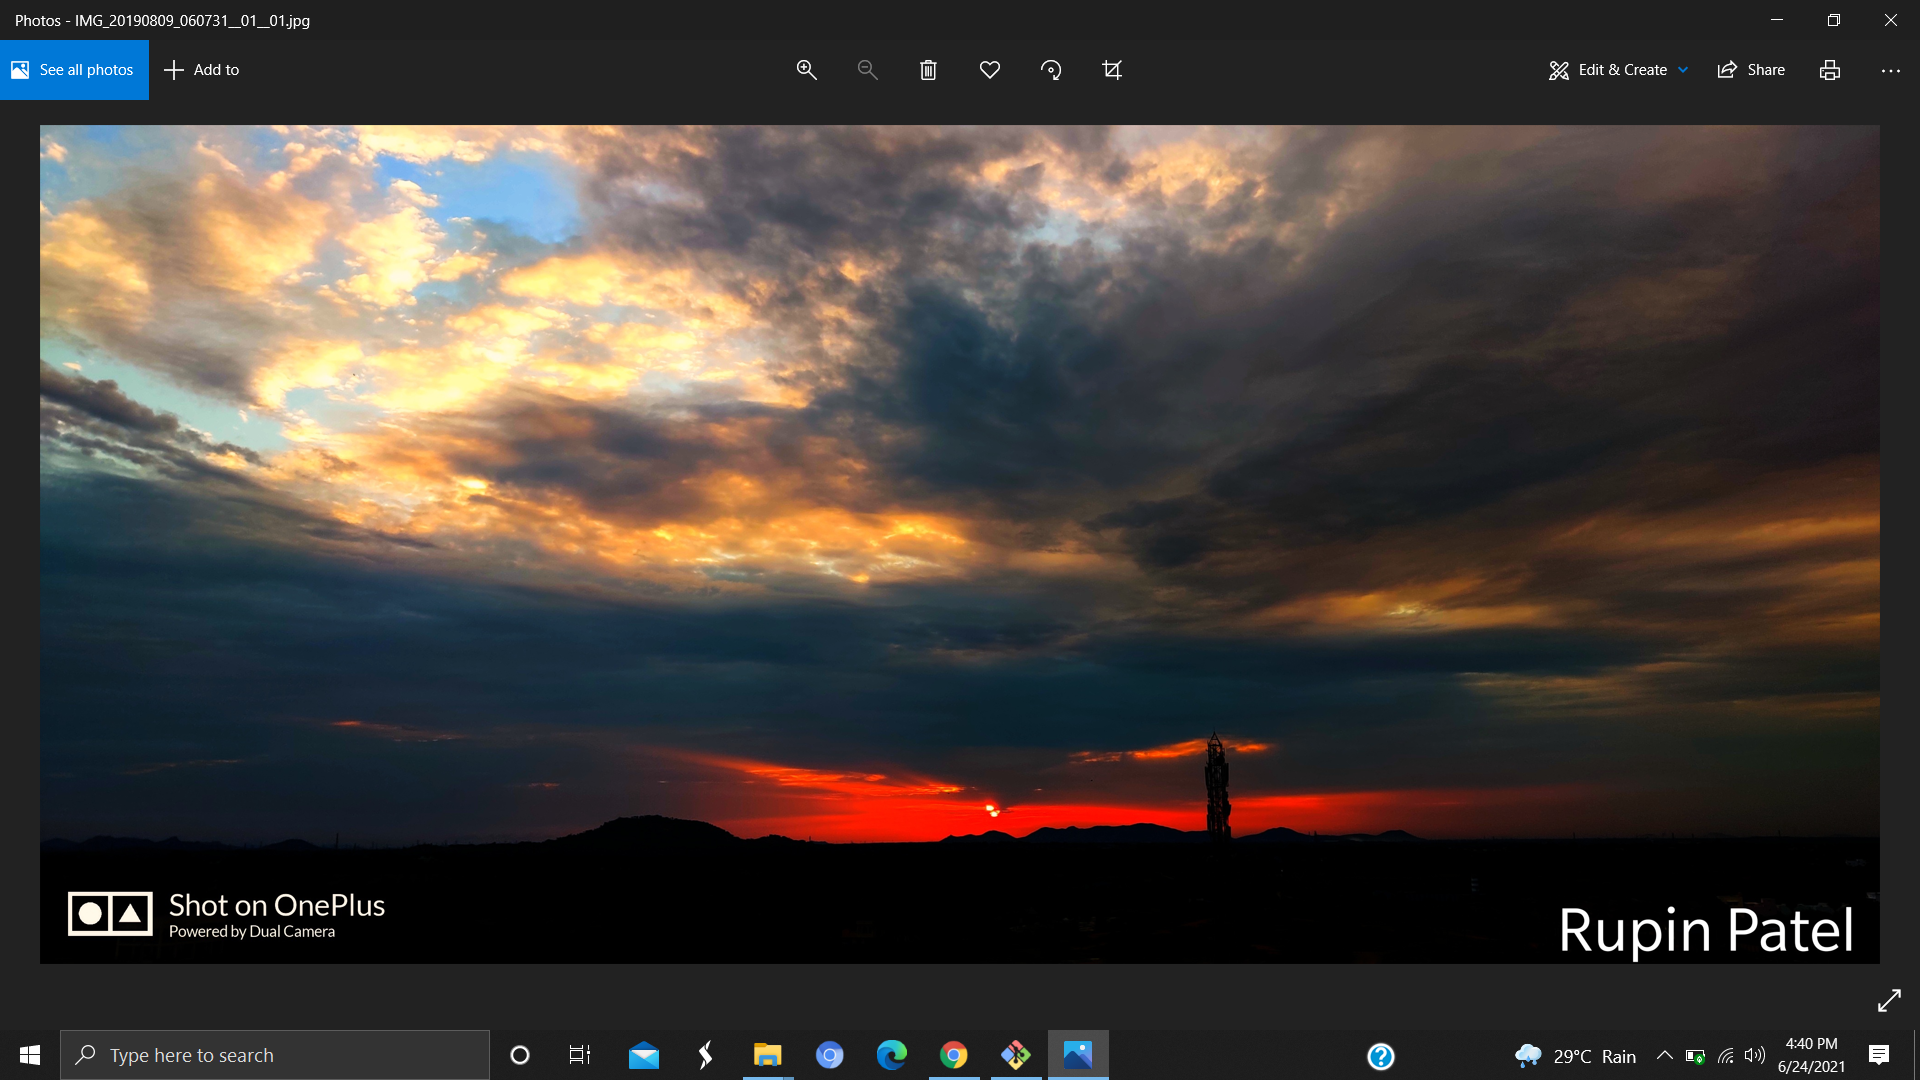 Photos - IMG_20190809_060731__01__01.jpg
See all photos
Add to
Edit & Create
Share
Shot on OnePlus
Powered by Dual Camera
Rupin Patel
Type here to search
29°C Rain
4:40 PM
6/24/2021